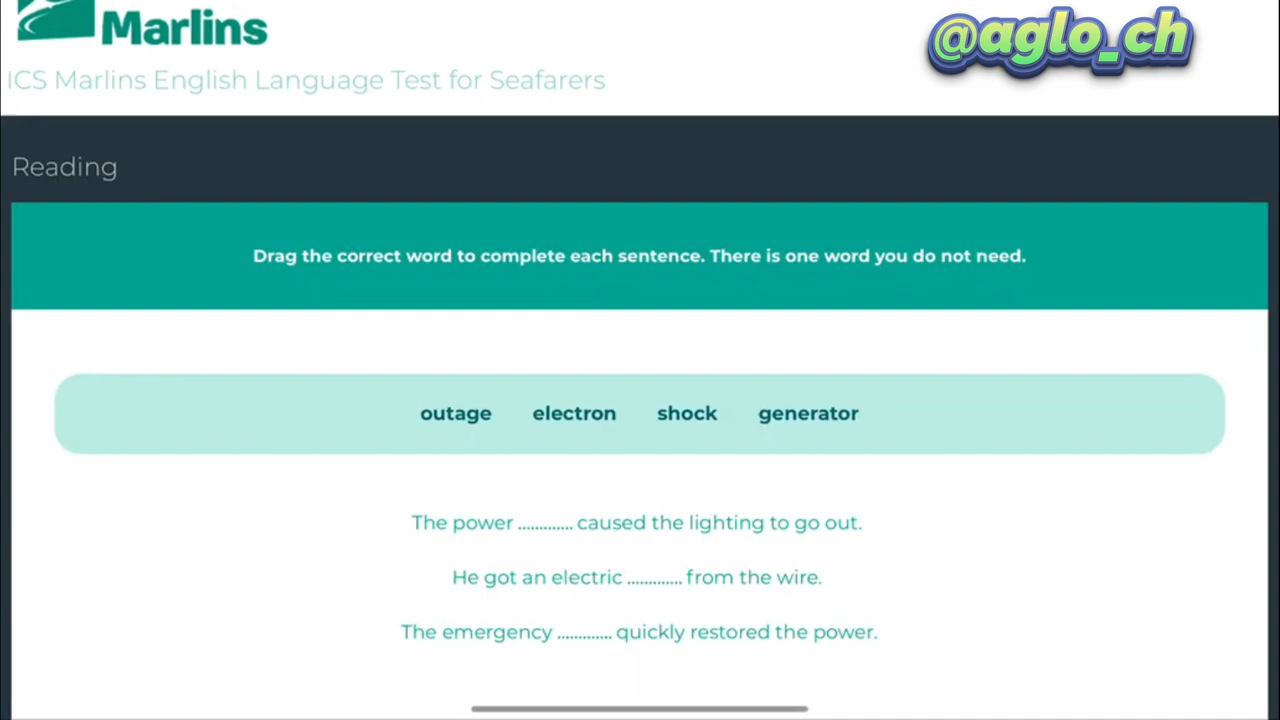 Marlins
@aglo_ch
ICS Marlins English Language Test for Seafarers
Reading
Drag the correct word to complete each sentence. There is one word you do not need.
outage electron shock generator
The power ............. caused the lighting to go out.
He got an electric ............. from the wire.
The emergency ............. quickly restored the power.